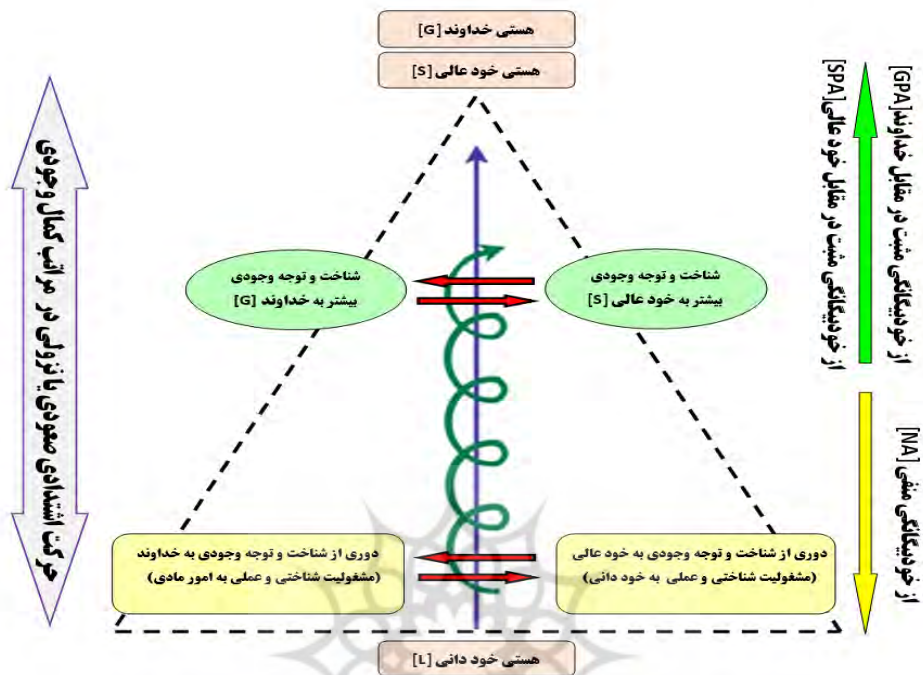 هستی خداوند [G]
هستی خود عالی [S]
از خودبیگانگی مثبت در مقابل خداوند[GPA]
از خودبیگانگی مثبت در مقابل خود عالی[SPA]
حرکت اشتدادی صعودی یا نزولی در مراتب کمال وجودی
شناخت و توجه وجودی
بیشتر به خود عالی [S]
شناخت و توجه وجودی
بیشتر به خداوند [G]
از خودبیگانگی منفی [NA]
دوری از شناخت و توجه وجودی به خود عالی
(مشغولیت شناختی و عملی به خود دانی)
دوری از شناخت و توجه وجودی به خداوند
(مشغولیت شناختی و عملی به امور مادی)
هستی خود دانی [L]